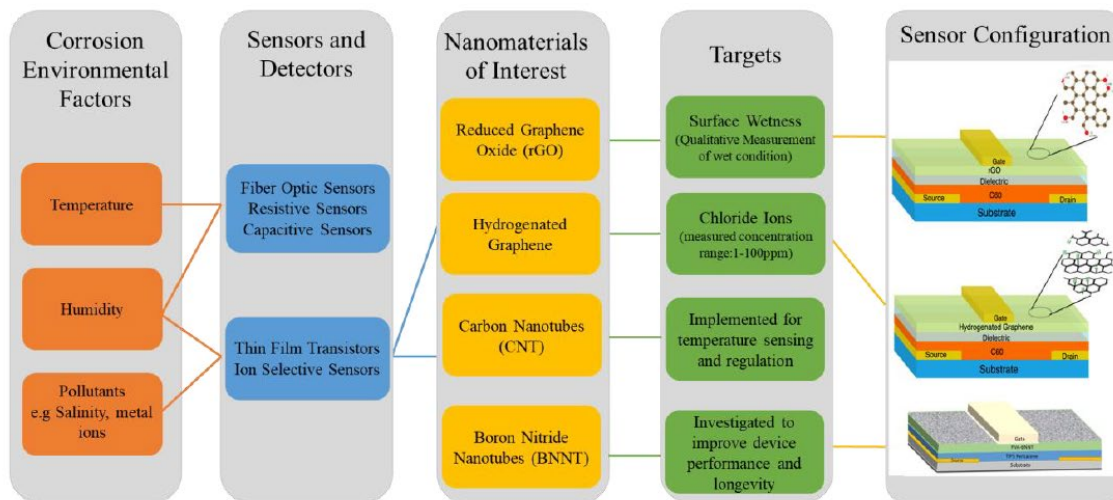 Corrosion
Environmental
Factors
Temperature
Humidity
Pollutants
e.g Salinity, metal
ions
Sensors and
Detectors
Fiber Optic Sensors
Resistive Sensors
Capacitive Sensors
Thin Film Transistors
Ion Selective Sensors
Nanomaterials
of Interest
Reduced Graphene
Oxide (rGO)
Hydrogenated
Graphene
Carbon Nanotubes
(CNT)
Boron Nitride
Nanotubes (BNNT)
Targets
Surface Wetness
(Qualitative Measurement
of wet condition)
Chloride Ions
(measured concentration
range:1-100ppm)
Implemented for
temperature sensing
and regulation
Investigated to
improve device
performance and
longevity
Sensor Configuration
Gate
rGO
Dielectric
C60
Source
Drain
Substrate
Gate
Hydrogenated Graphene
Dielectric
C60
Source
Drain
Substrate
Gate
Source
Substrate